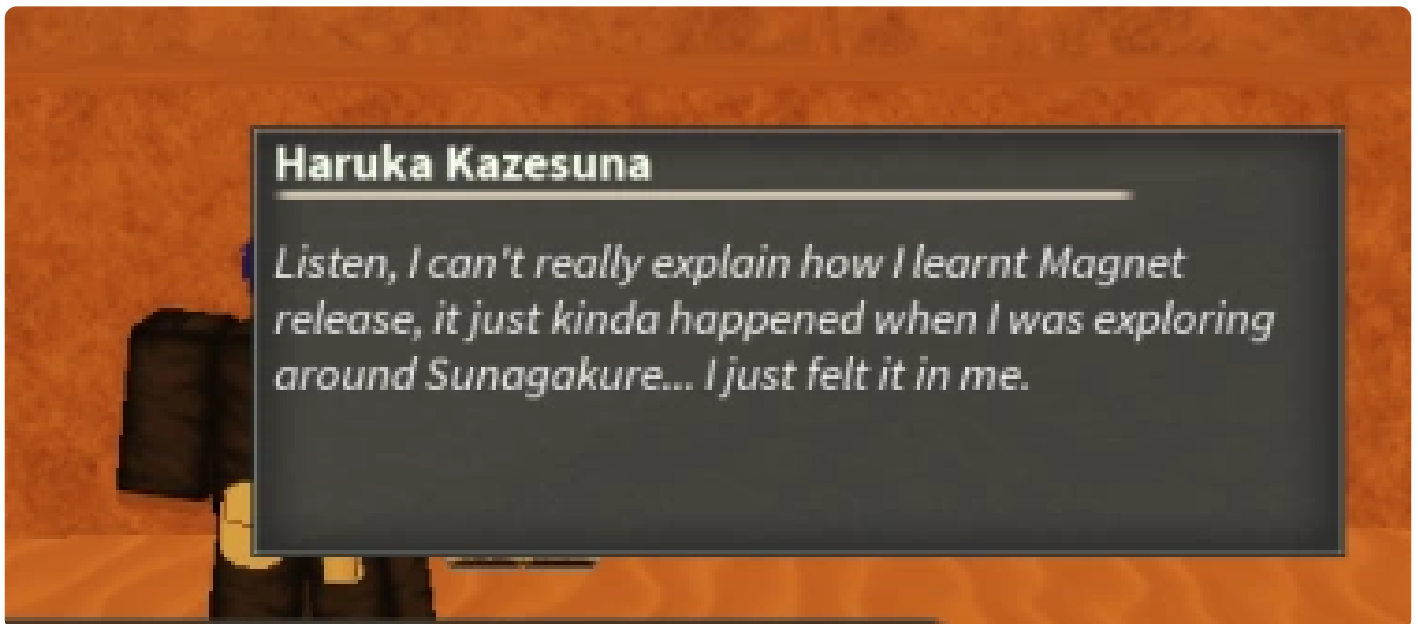 Haruka Kazesuna
Listen, I can't really explain how I learnt Magnet
release, it just kinda happened when I was exploring
around Sunagakure... I just felt it in me.